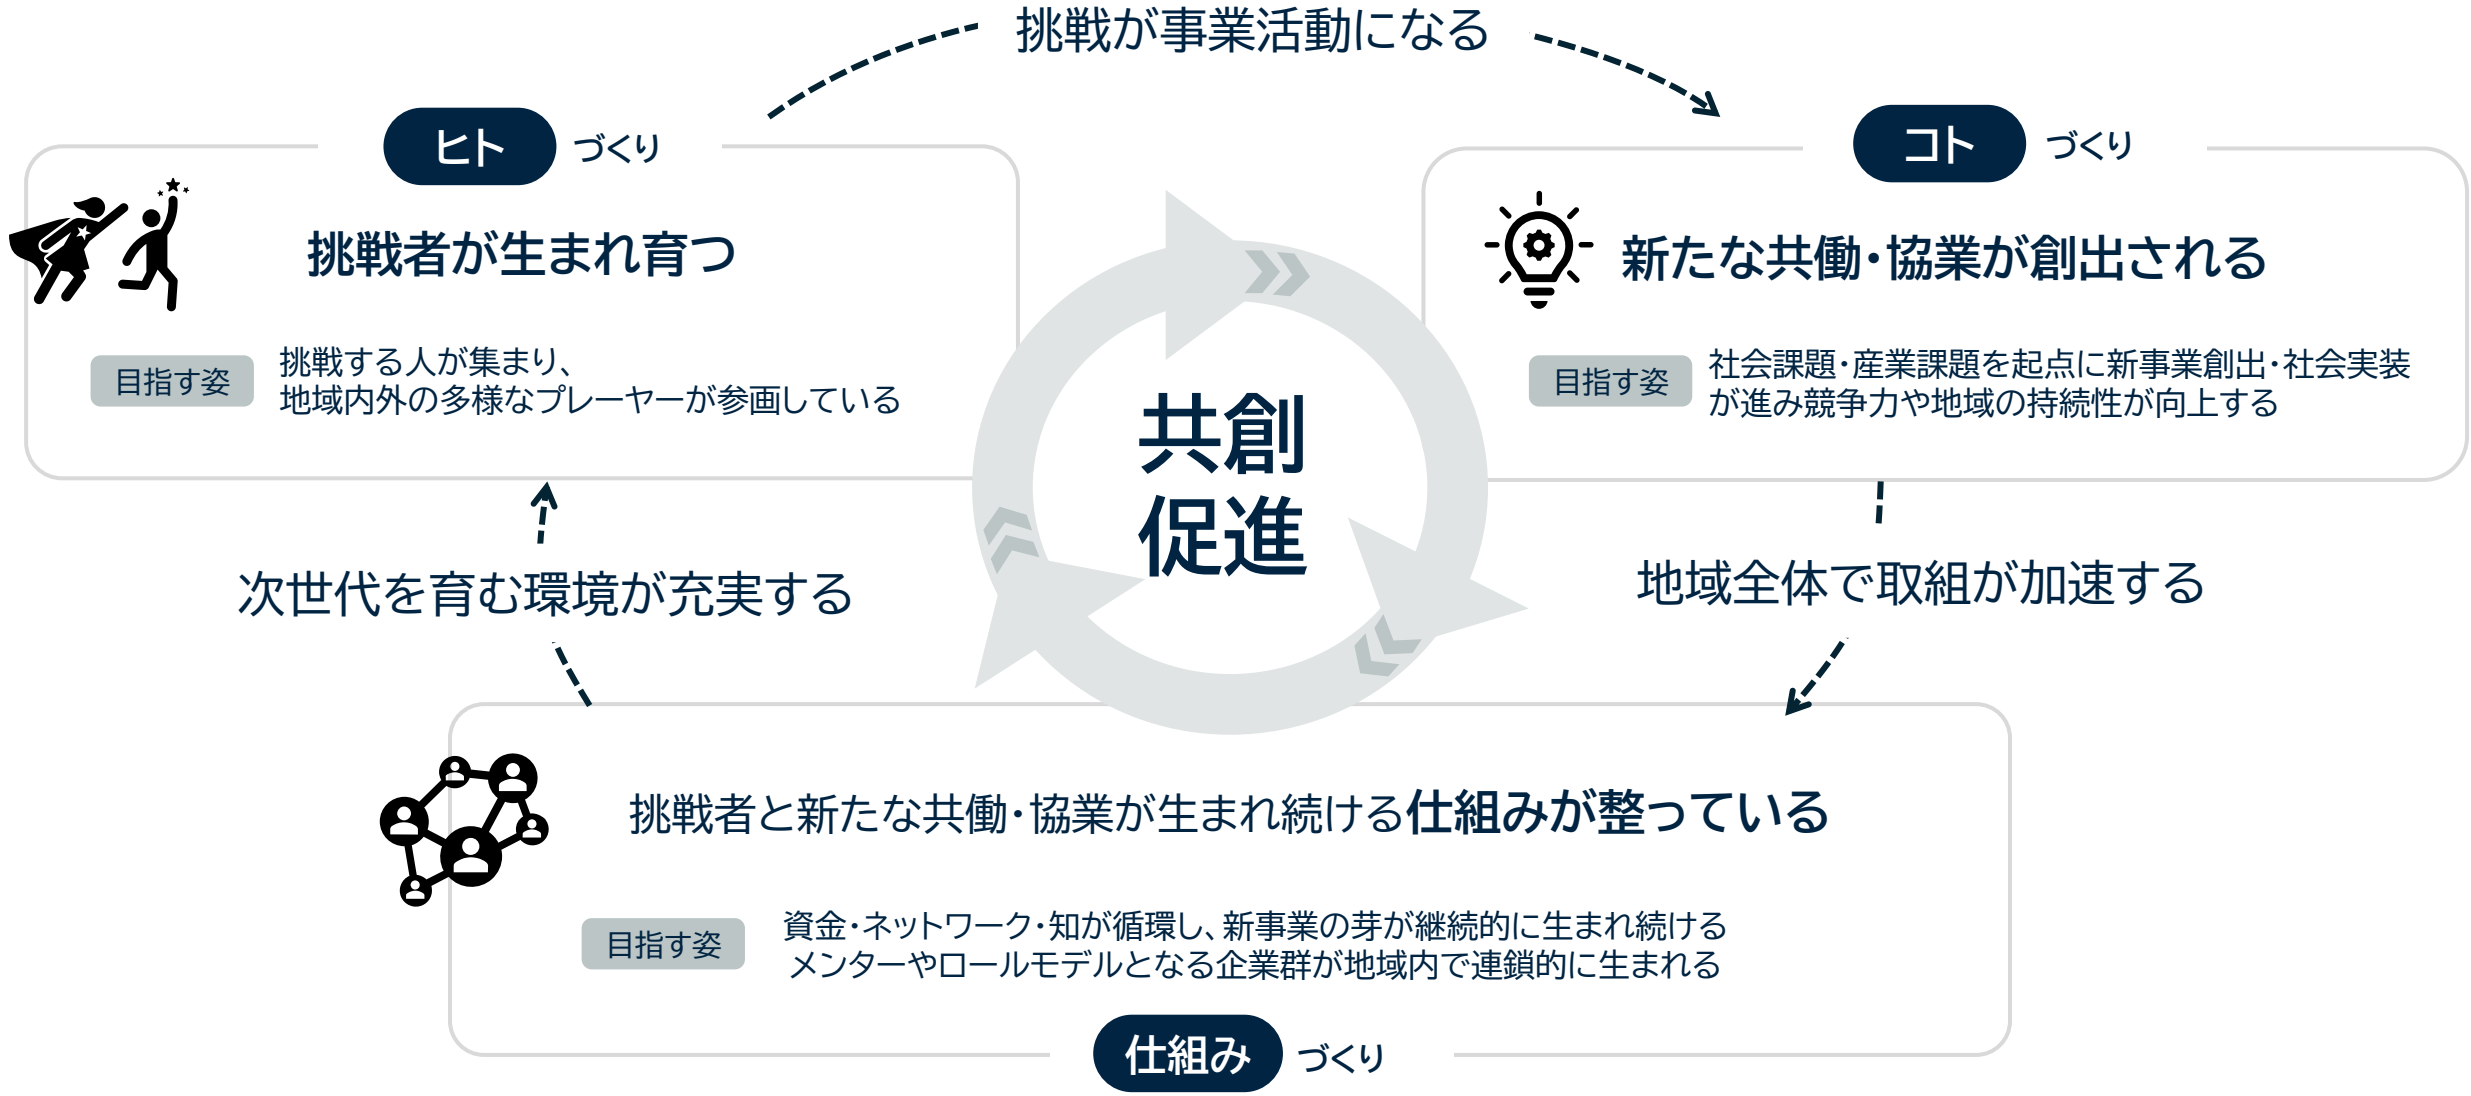 挑戦が事業活動になる
ヒト づくり
挑戦者が生まれ育つ
目指す姿
挑戦する人が集まり、
地域内外の多様なプレーヤーが参画している
コト づくり
新たな共働・協業が創出される
目指す姿
社会課題・産業課題を起点に新事業創出・社会実装
が進み競争力や地域の持続性が向上する
共創
促進
次世代を育む環境が充実する
地域全体で取組が加速する
挑戦者と新たな共働・協業が生まれ続ける仕組みが整っている
目指す姿
資金・ネットワーク・知が循環し、新事業の芽が継続的に生まれ続ける
メンターやロールモデルとなる企業群が地域内で連鎖的に生まれる
仕組み づくり